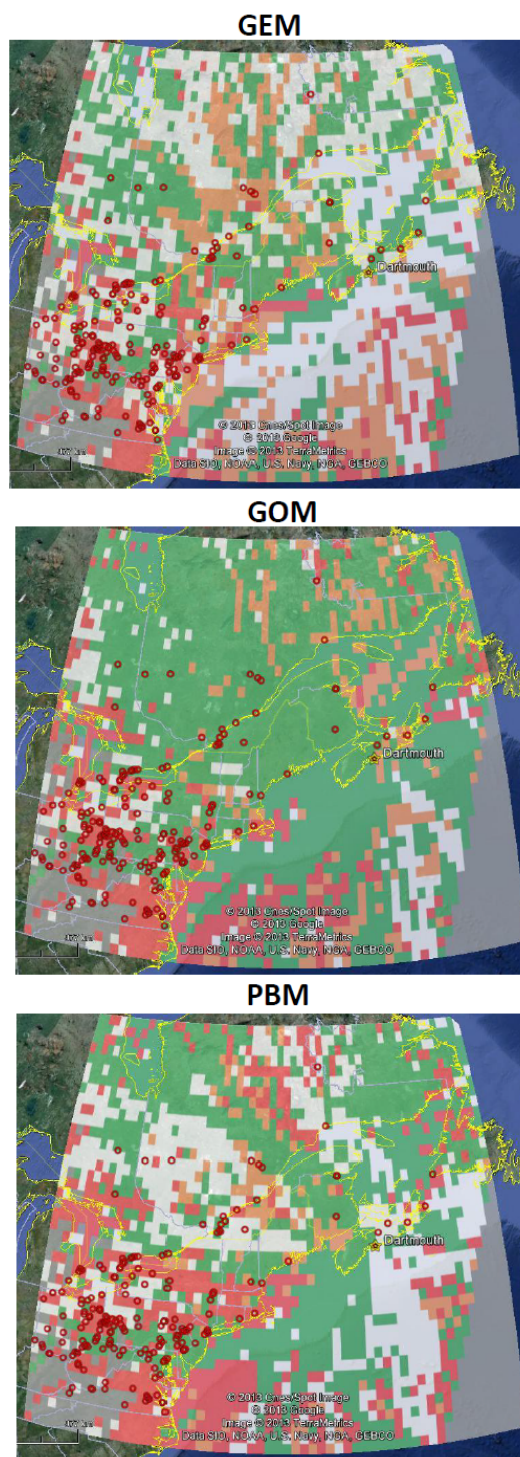 GEM
Dartmouth
© 2013 Cnes/Spot Image
© 2013 Google
Image © 2013 TerraMetrics
Data SIO, NOAA, U.S. Navy, NGA, GEBCO
GOM
Dartmouth
© 2013 Cnes/Spot Image
© 2013 Google
Image © 2013 TerraMetrics
Data SIO, NOAA, U.S. Navy, NGA, GEBCO
PBM
Dartmouth
© 2013 Cnes/Spot Image
© 2013 Google
Image © 2013 TerraMetrics
Data SIO, NOAA, U.S. Navy, NGA, GEBCO